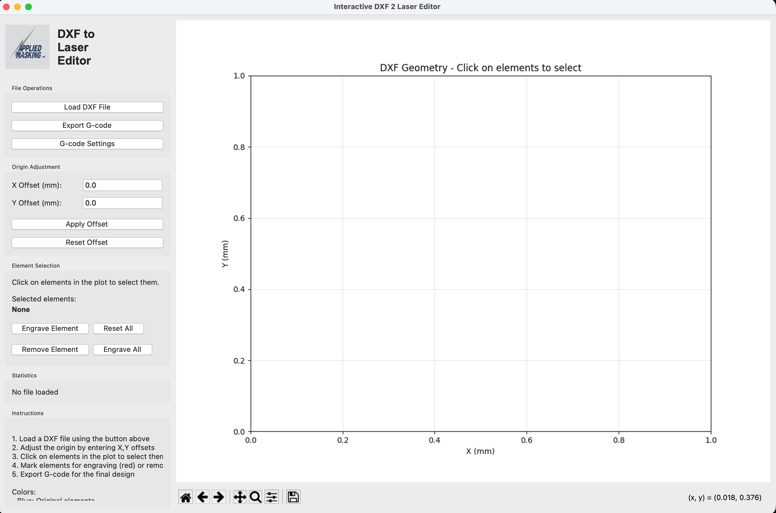 Interactive DXF 2 Laser Editor
APPLIED
MASKING
DXF to
Laser
Editor
File Operations
Load DXF File
Export G-code
G-code Settings
Origin Adjustment
X Offset (mm):
0.0
Y Offset (mm):
0.0
Apply Offset
Reset Offset
Element Selection
Click on elements in the plot to select them.
Selected elements:
None
Engrave Element
Reset All
Remove Element
Engrave All
Statistics
No file loaded
Instructions
1. Load a DXF file using the button above
2. Adjust the origin by entering X,Y offsets
3. Click on elements in the plot to select then
4. Mark elements for engraving (red) or remo
5. Export G-code for the final design
Colors:
Blue: Original elements
DXF Geometry - Click on elements to select
1.0
0.8
0.6
0.4
0.2
0.0
Y (mm)
0.0
0.2
0.4
0.6
0.8
1.0
X (mm)
(x, y) = (0.018, 0.376)